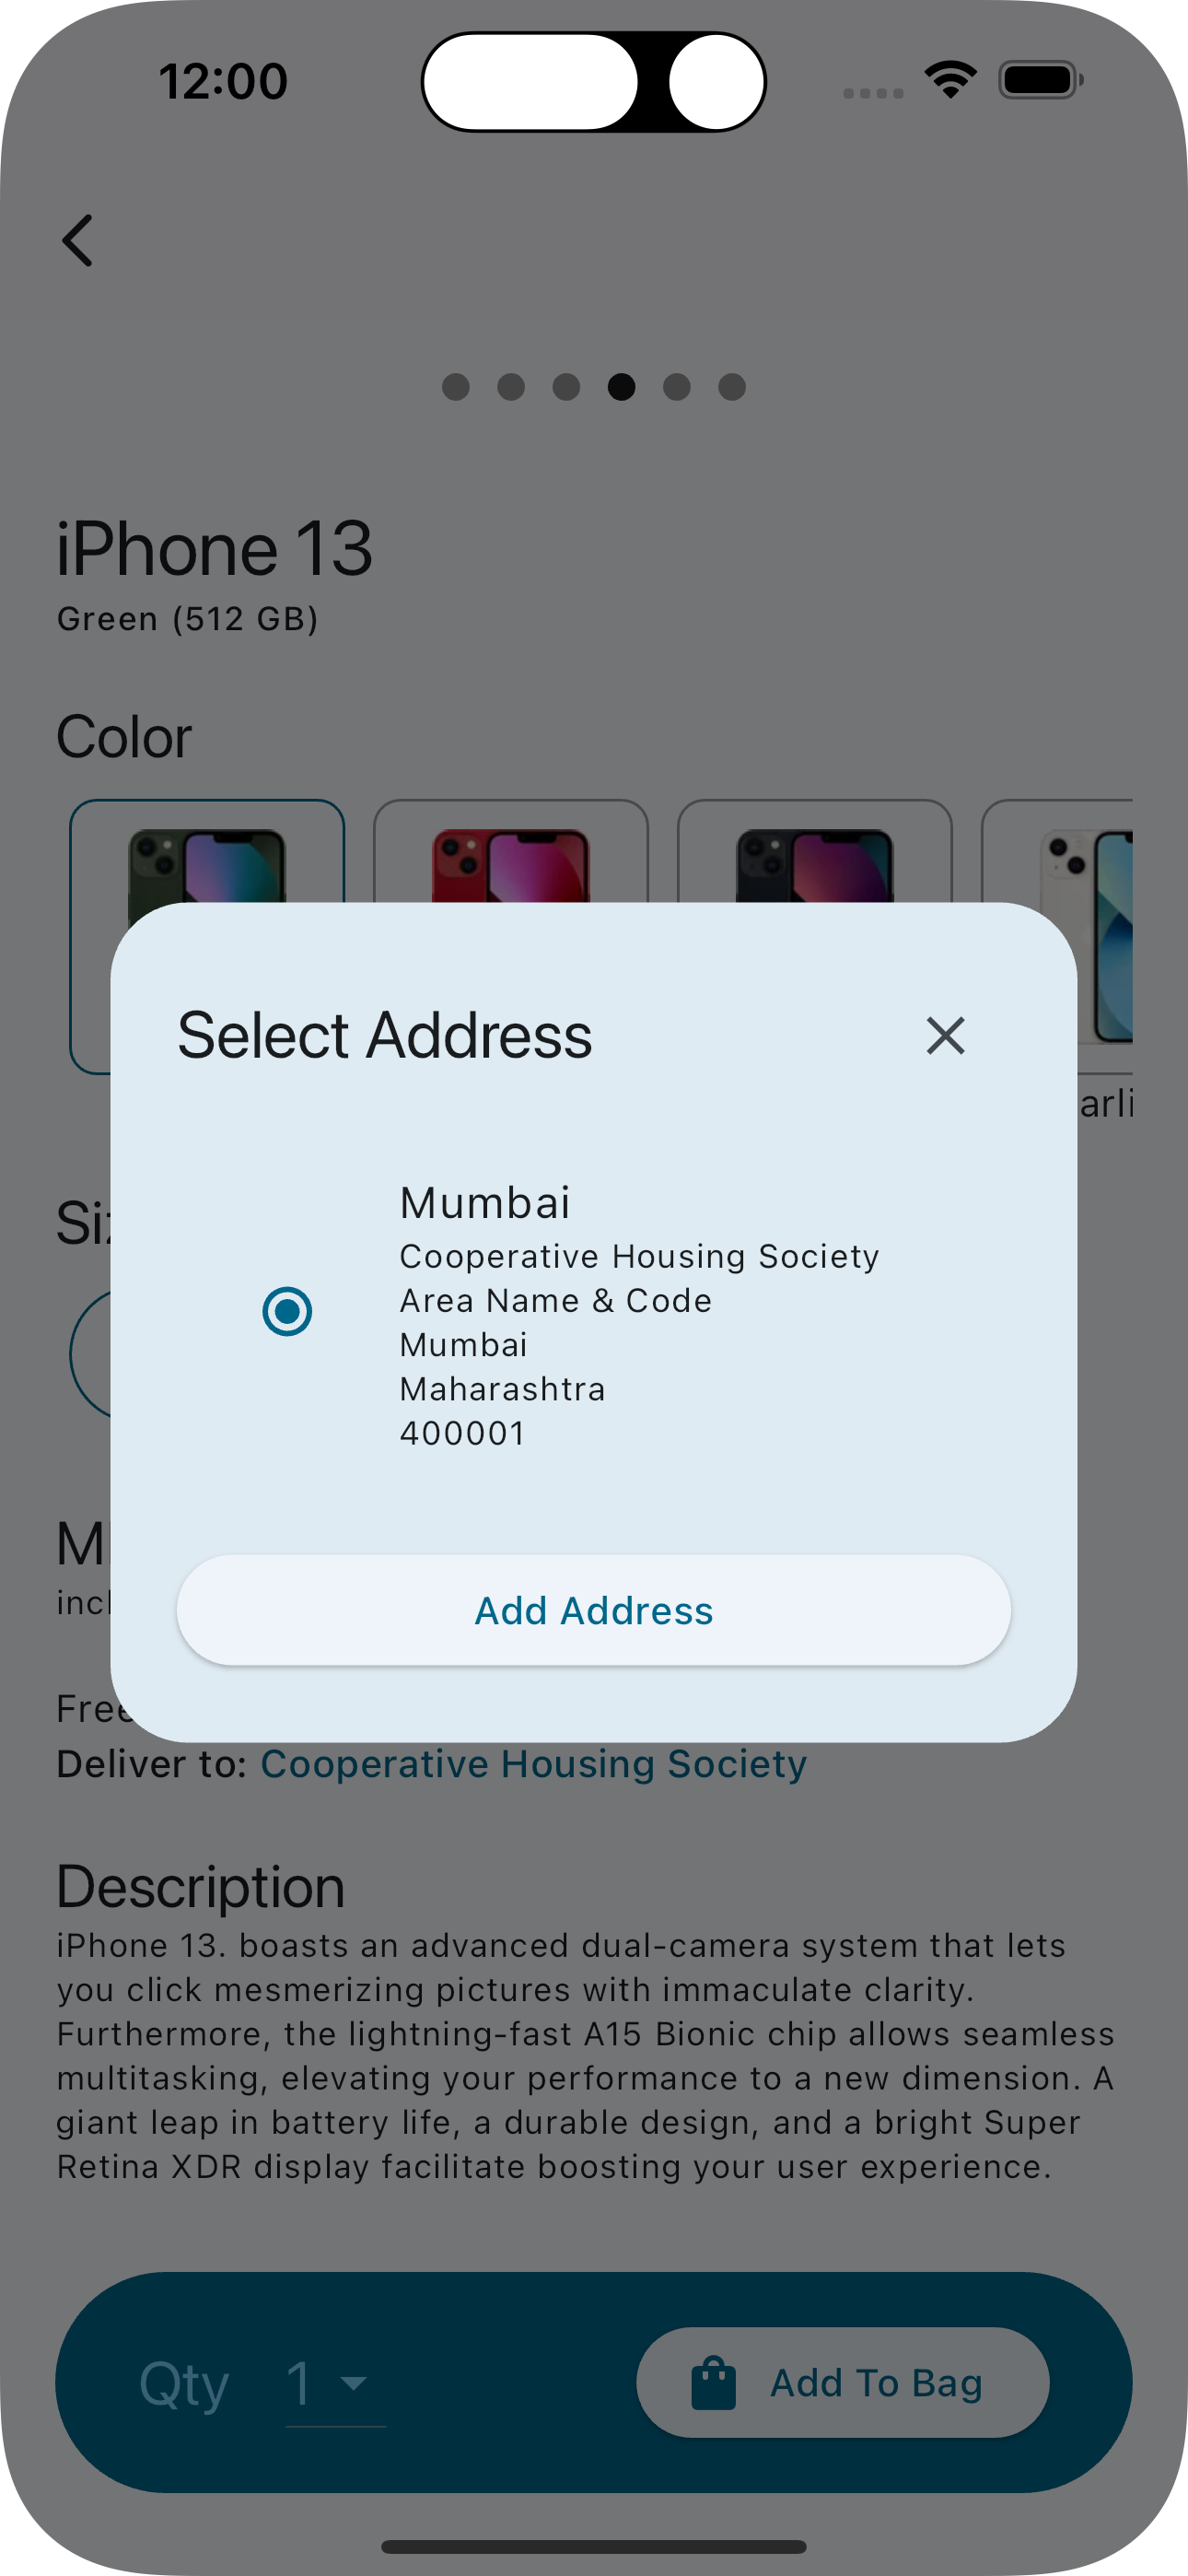 12:00
iPhone 13
Green (512 GB)
Color
Select Address
Mumbai
Cooperative Housing Society
Area Name & Code
Mumbai
Maharashtra
400001
Add Address
Deliver to: Cooperative Housing Society
Description
iPhone 13. boasts an advanced dual-camera system that lets
you click mesmerizing pictures with immaculate clarity.
Furthermore, the lightning-fast A15 Bionic chip allows seamless
multitasking, elevating your performance to a new dimension. A
giant leap in battery life, a durable design, and a bright Super
Retina XDR display facilitate boosting your user experience.
Qty 1
Add To Bag